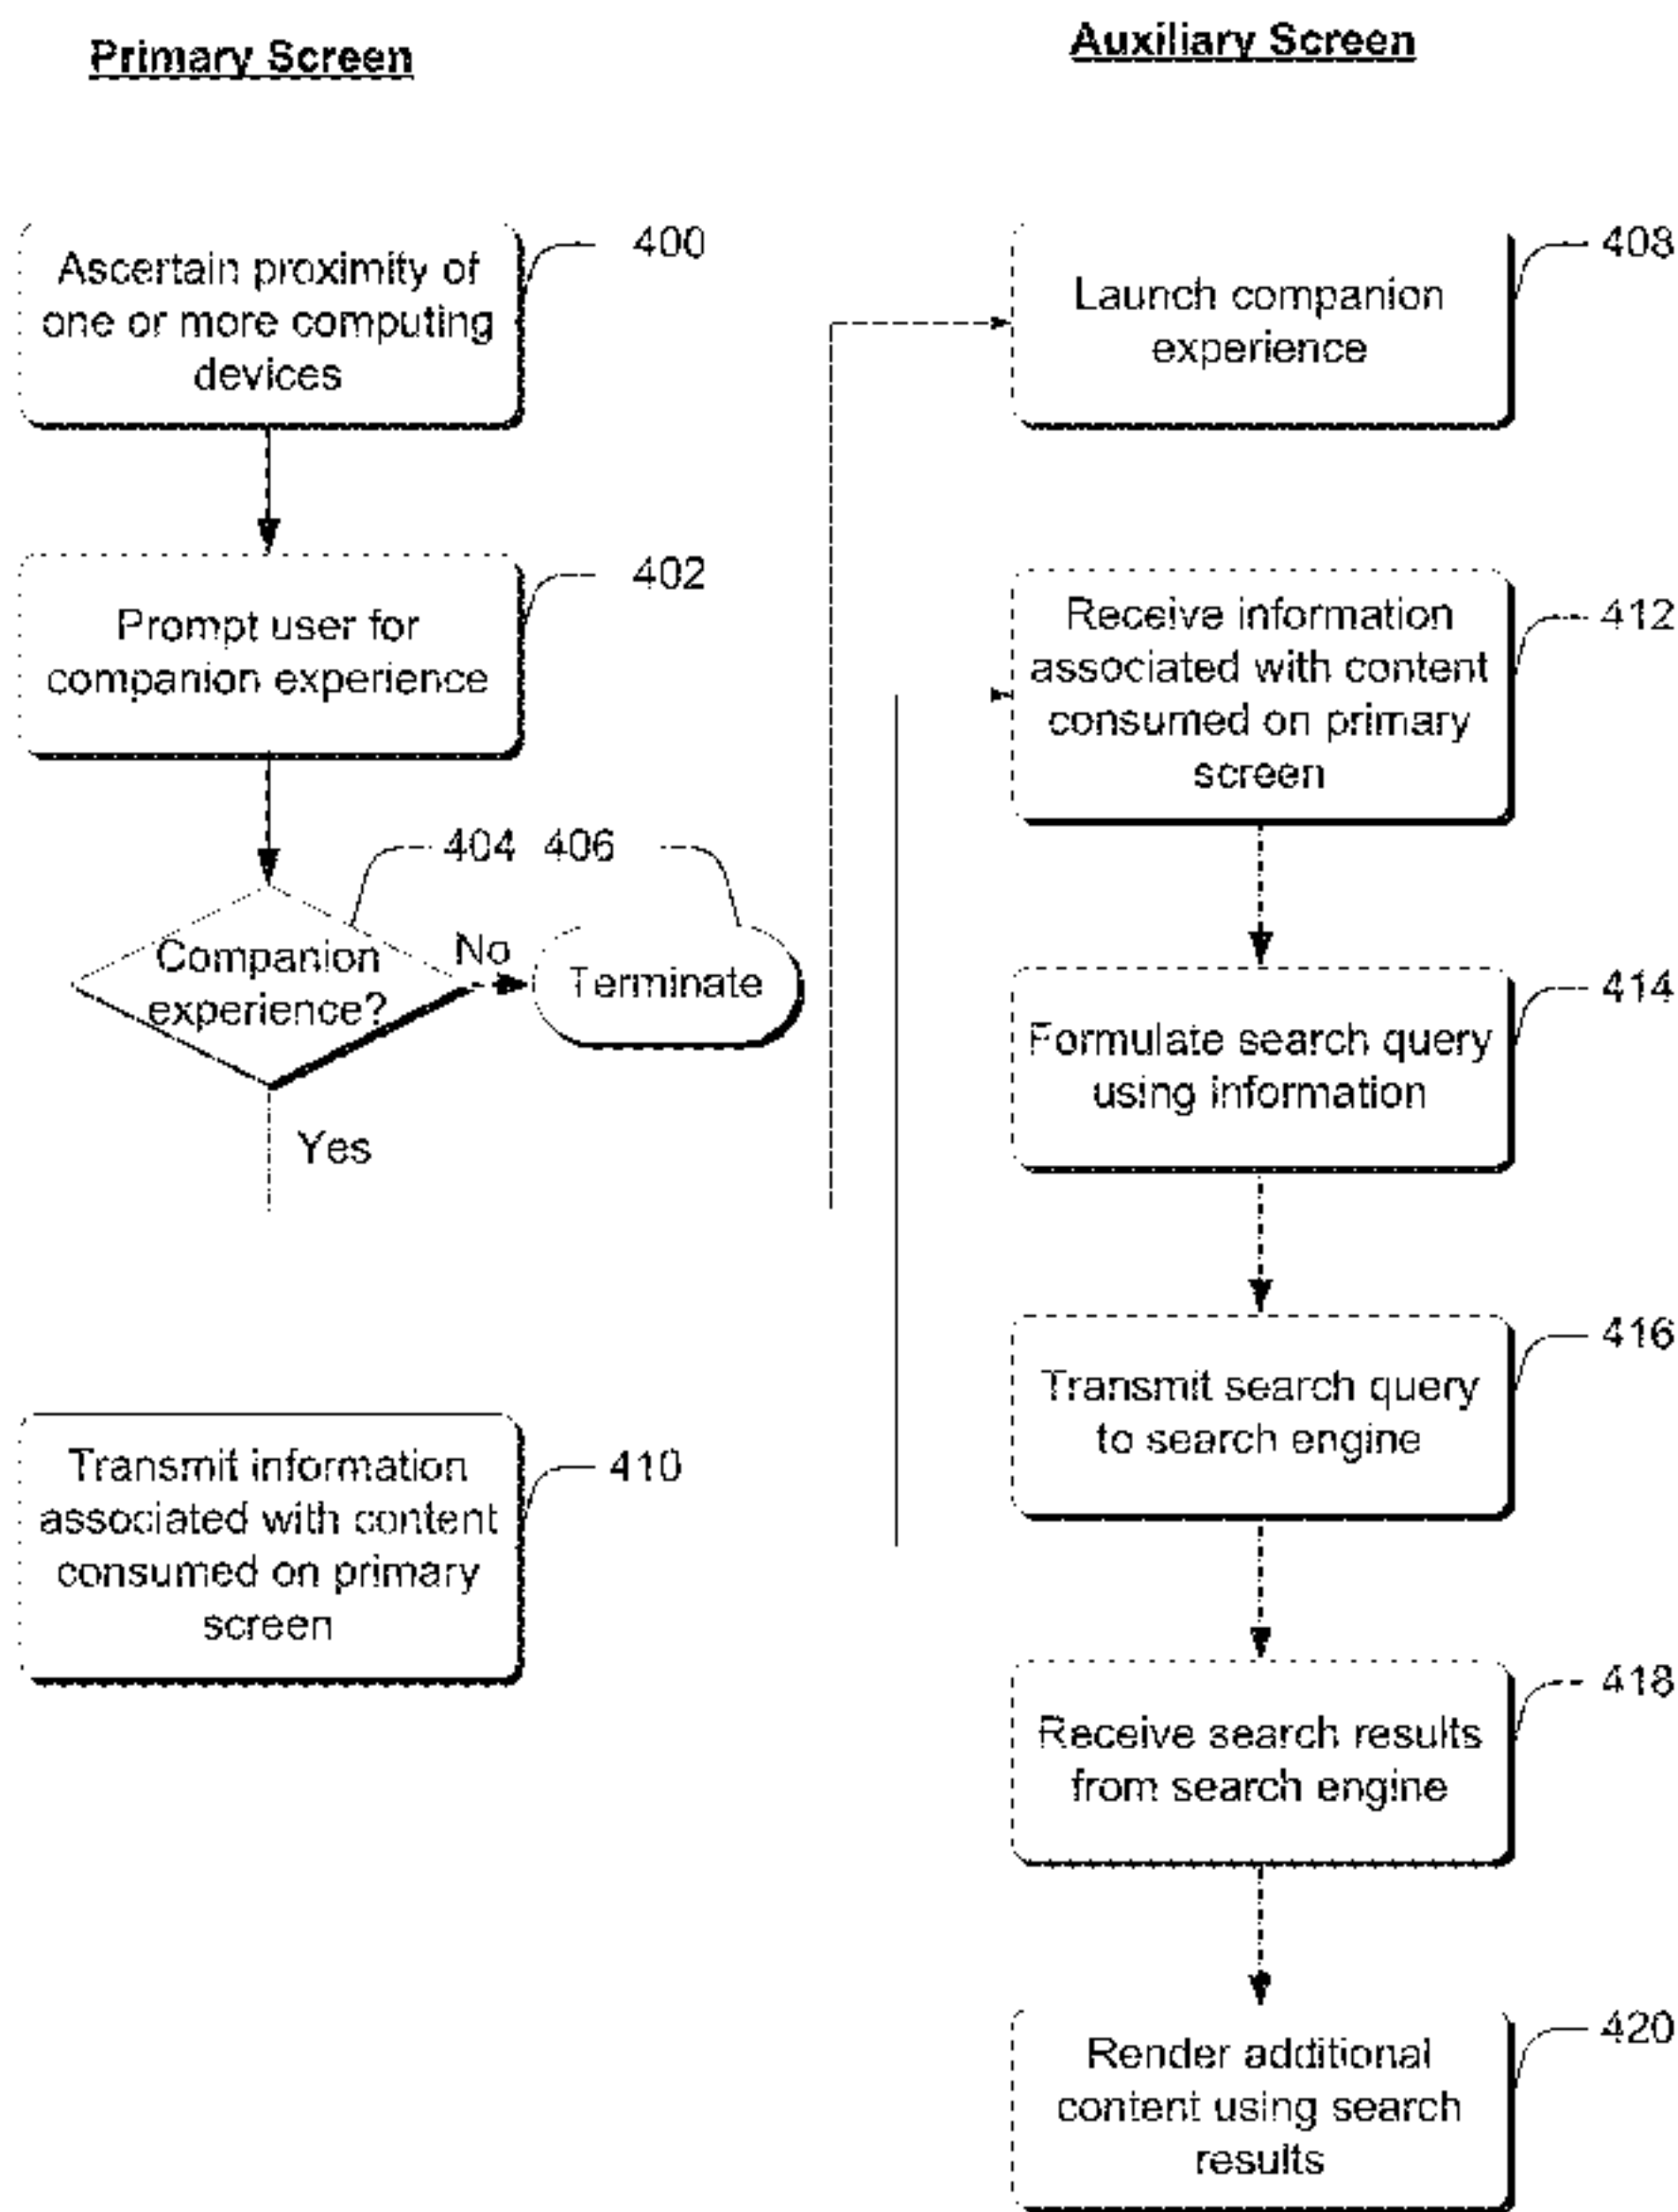 Primary Screen
Ascertain proximity of
one or more computing
devices
400
Prompt user for
companion experience
402
404
406
Companion
experience?
No
Terminate
Yes
Transmit information
associated with content
consumed on primary
screen
410
Auxiliary Screen
Launch companion
experience
408
Receive information
associated with content
consumed on primary
screen
412
Formulate search query
using information
414
Transmit search query
to search engine
416
Receive search results
from search engine
418
Render additional
content using search
results
420